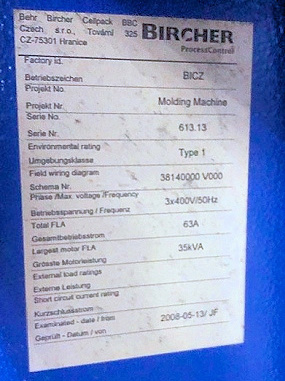 Behr Bircher Cellpack BBC
Czech s.r.o., Tovární 325
CZ-75301 Hranice
BIRCHER
ProcessControl
Factory id.
Betriebszeichen BICZ
Projekt No.
Projekt Nr. Molding Machine
Serie No.
Serie Nr. 613.13
Environmental rating
Umgebungsklasse Type 1
Field wiring diagram
Schema Nr. 38140000 V000
Phase /Max. voltage /Frequency
Betriebsspannung / Frequenz 3x400V/50Hz
Total FLA
Gesamtbetriebsstrom 63A
Largest motor FLA
Grösste Motorleistung 35kVA
External load ratings
Externe Leistung
Short circuit current rating
Kurzschlussstrom
Examinated - date / from
Geprüft - Datum / von 2008-05-13/ JF